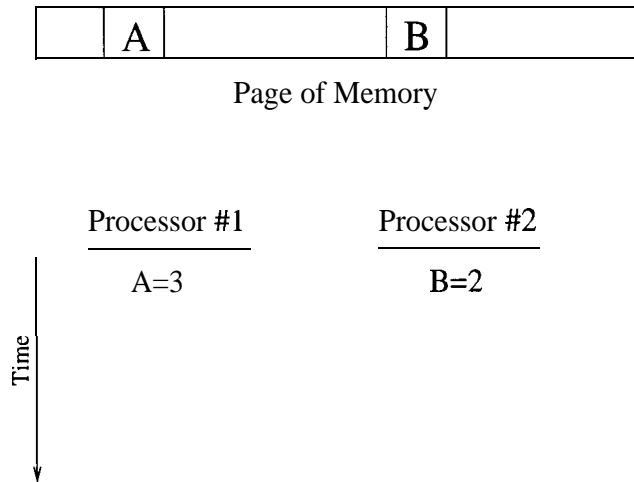 A B
Page of Memory
Processor #1 Processor #2
A=3 B=2
Time